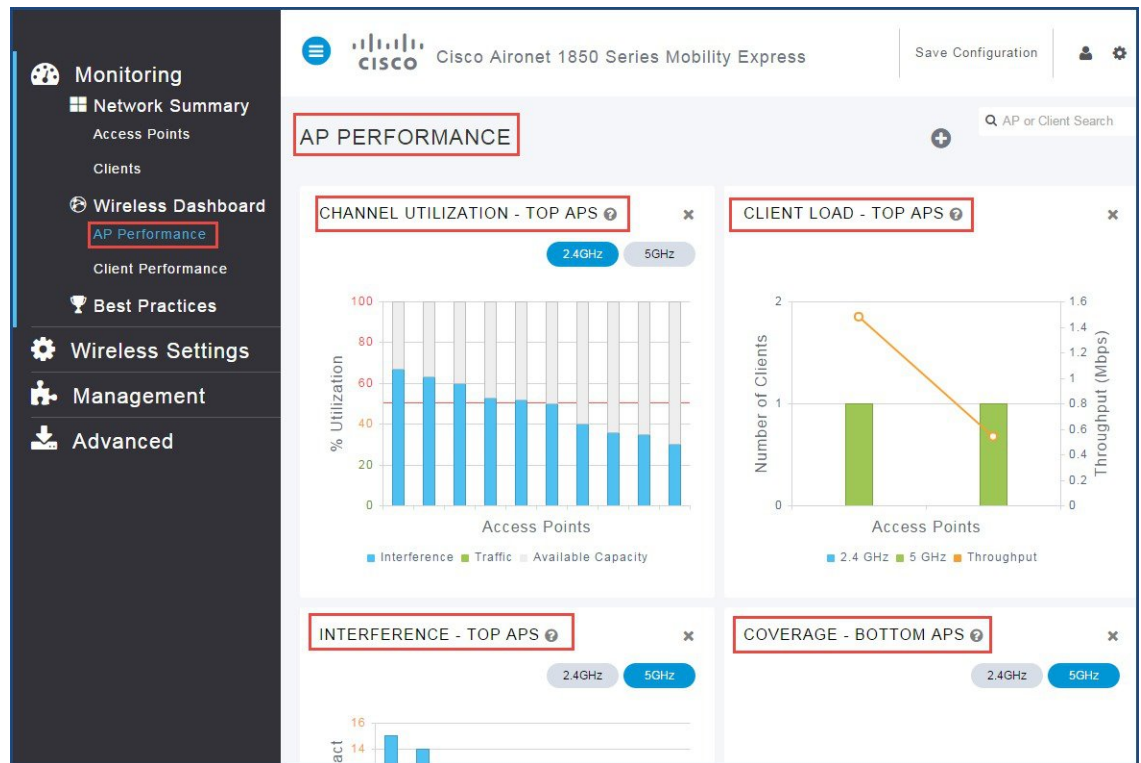 Monitoring
Network Summary
Access Points
Clients
Wireless Dashboard
AP Performance
Client Performance
Best Practices
Wireless Settings
Management
Advanced
CISCO
Cisco Aironet 1850 Series Mobility Express
Save Configuration
AP PERFORMANCE
AP or Client Search
CHANNEL UTILIZATION - TOP APS
2.4GHz 5GHz
100
80
60
40
20
0
% Utilization
Access Points
Interference Traffic Available Capacity
CLIENT LOAD - TOP APS
2
1
0
Number of Clients
1.6
1.4
1.2
1
0.8
0.6
0.4
0.2
0
Throughput (Mbps)
Access Points
2.4 GHz 5 GHz Throughput
INTERFERENCE - TOP APS
2.4GHz 5GHz
16
14
COVERAGE - BOTTOM APS
2.4GHz 5GHz